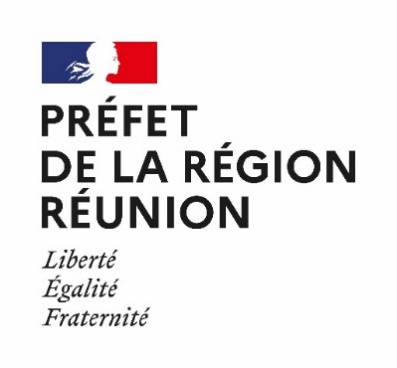 PRÉFET
DE LA RÉGION
RÉUNION
Liberté
Égalité
Fraternité